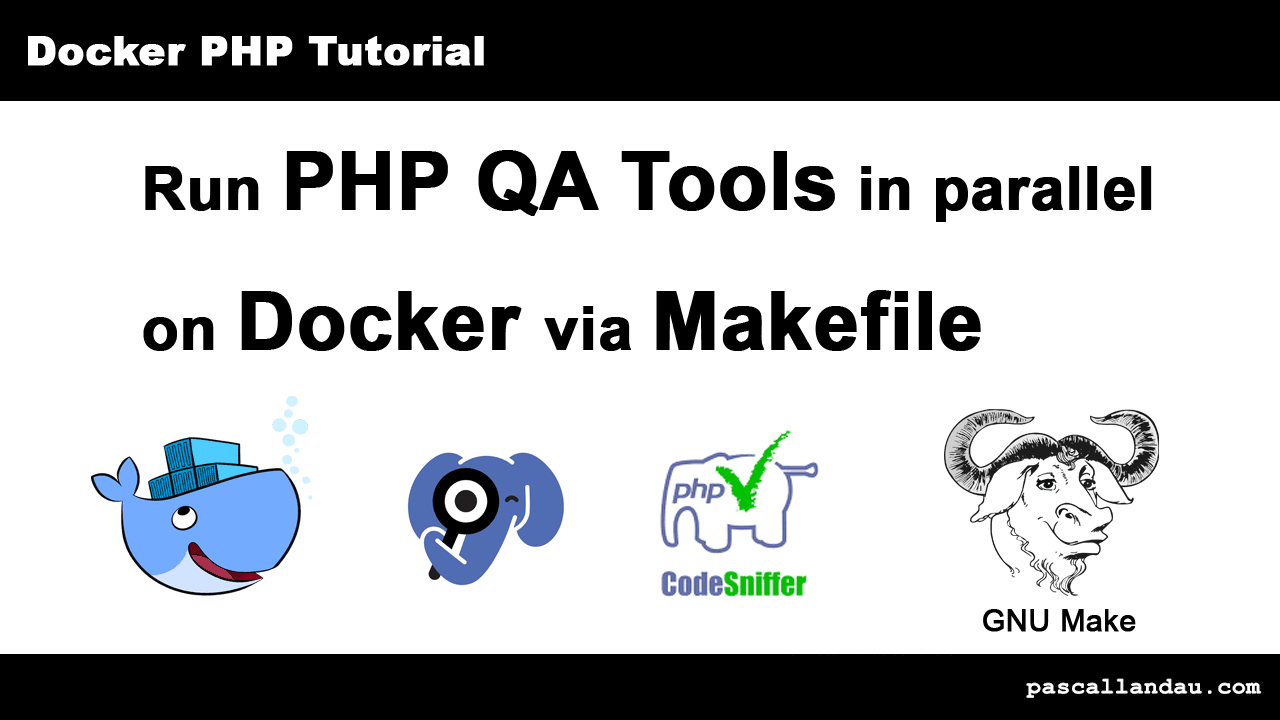 Docker PHP Tutorial
Run PHP QA Tools in parallel
on Docker via Makefile
php
CodeSniffer
GNU Make
pascallandau.com